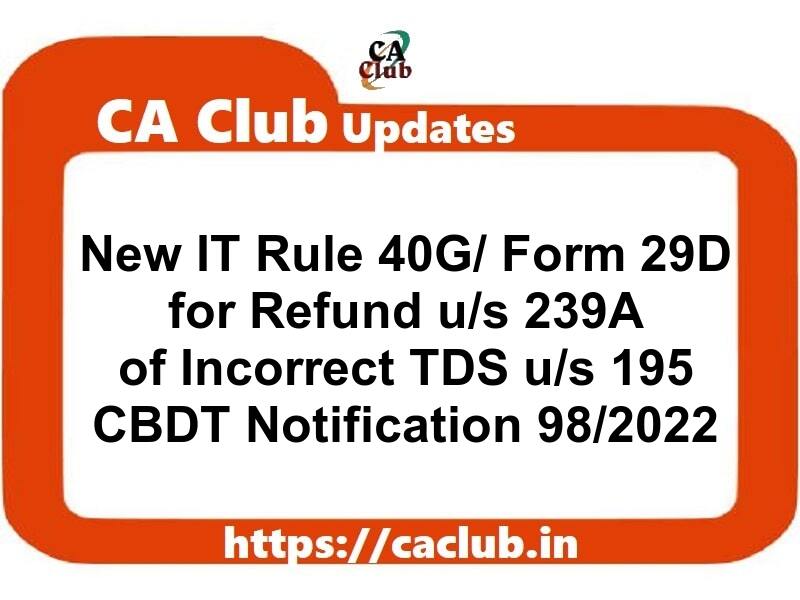 CA
Club
CA Club Updates
New IT Rule 40G/ Form 29D
for Refund u/s 239A
of Incorrect TDS u/s 195
CBDT Notification 98/2022
https://caclub.in